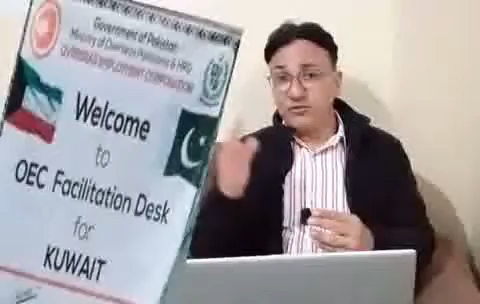 Government of Pakistan
Ministry of Overseas Pakistanis & HRD
OVERSEAS EMPLOYMENT CORPORATION
Welcome
to
OEC Facilitation Desk
for
KUWAIT